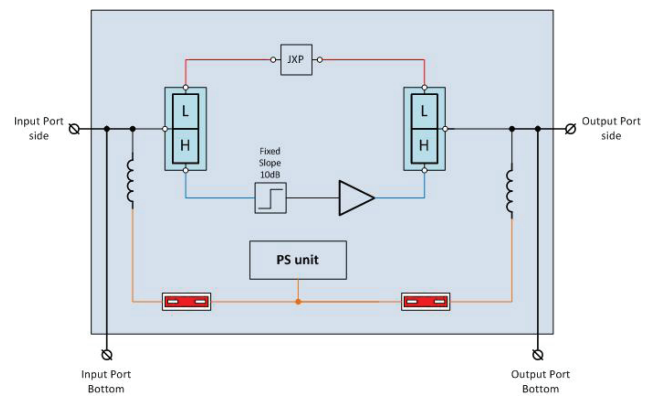 JXP
L
H
L
H
Input Port
side
Output Port
side
Fixed
Slope
10dB
PS unit
Input Port
Bottom
Output Port
Bottom